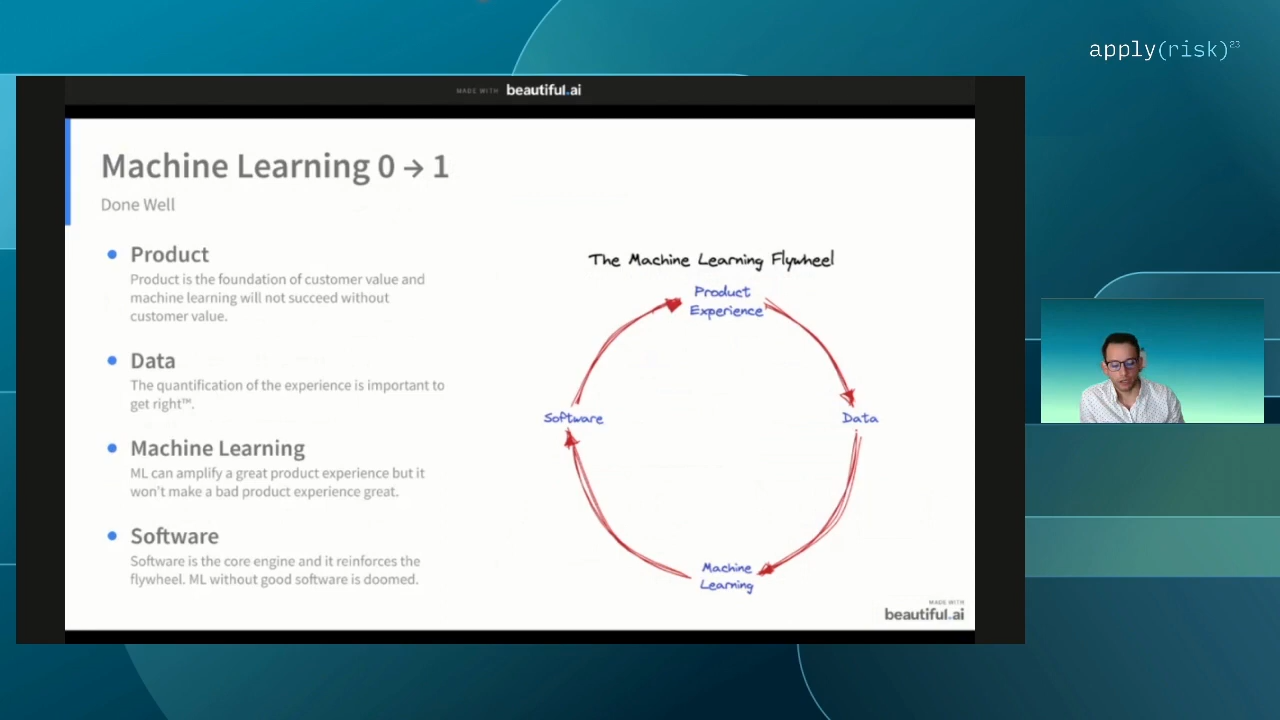 apply(risk)23
MADE WITH beautiful.ai
Machine Learning 0 → 1
Done Well
Product
Product is the foundation of customer value and
machine learning will not succeed without
customer value.
Data
The quantification of the experience is important to
get right™.
Machine Learning
ML can amplify a great product experience but it
won't make a bad product experience great.
Software
Software is the core engine and it reinforces the
flywheel. ML without good software is doomed.
The Machine Learning Flywheel
Product
Experience
Data
Machine
Learning
Software
MADE WITH
beautiful.ai